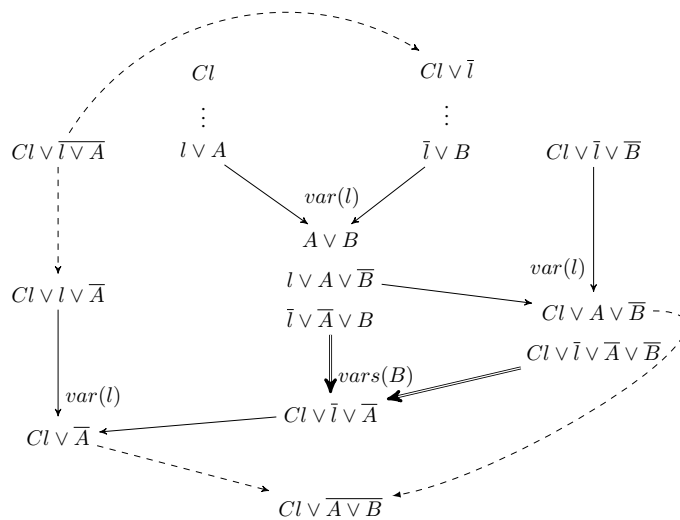 Cl
Cl ∨ l̄
⋮
⋮
Cl ∨ \overline{l ∨ A}
l ∨ A
l̄ ∨ B
Cl ∨ l̄ ∨ B̅
var(l)
A ∨ B
l ∨ A ∨ B̅
var(l)
Cl ∨ l ∨ A̅
l̄ ∨ A̅ ∨ B
Cl ∨ A ∨ B̅
Cl ∨ l̄ ∨ A̅ ∨ B̅
vars(B)
var(l)
Cl ∨ l̄ ∨ A̅
Cl ∨ A̅
Cl ∨ \overline{A ∨ B}